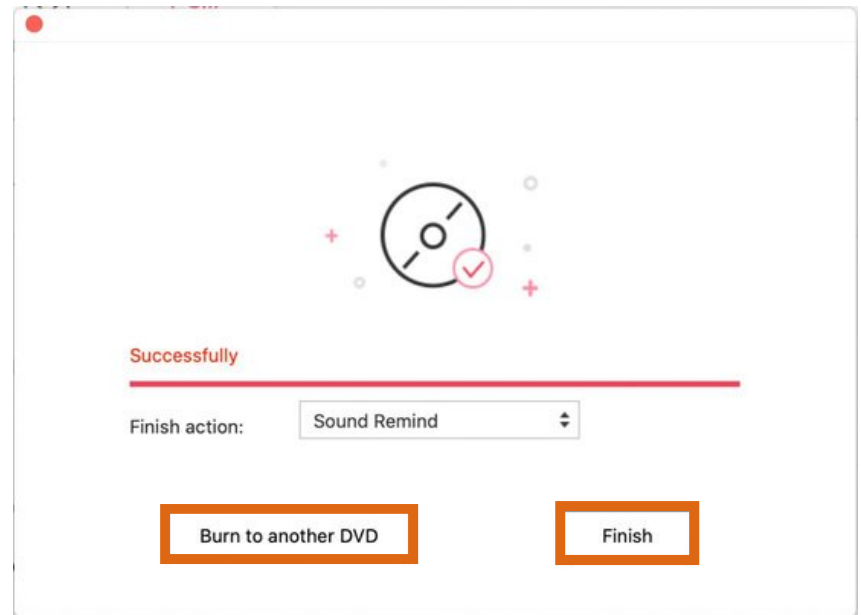 Successfully
Finish action: Sound Remind
Burn to another DVD Finish